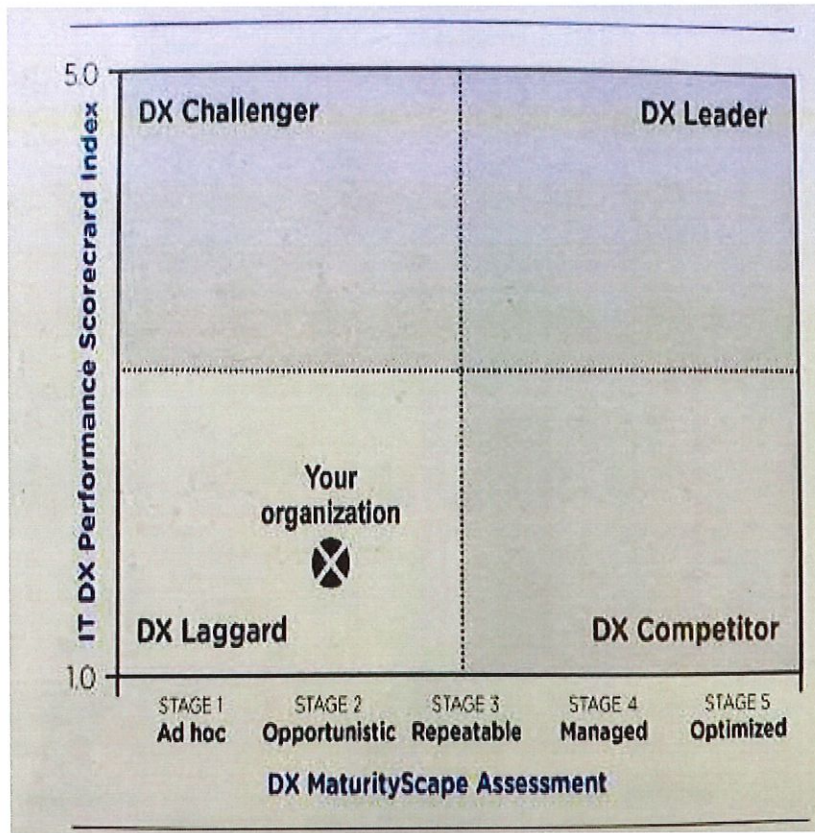 5.0
DX Challenger
DX Leader
IT DX Performance Scorecrard Index
Your
organization
DX Laggard
DX Competitor
1.0
STAGE 1
Ad hoc
STAGE 2
Opportunistic
STAGE 3
Repeatable
STAGE 4
Managed
STAGE 5
Optimized
DX MaturityScape Assessment